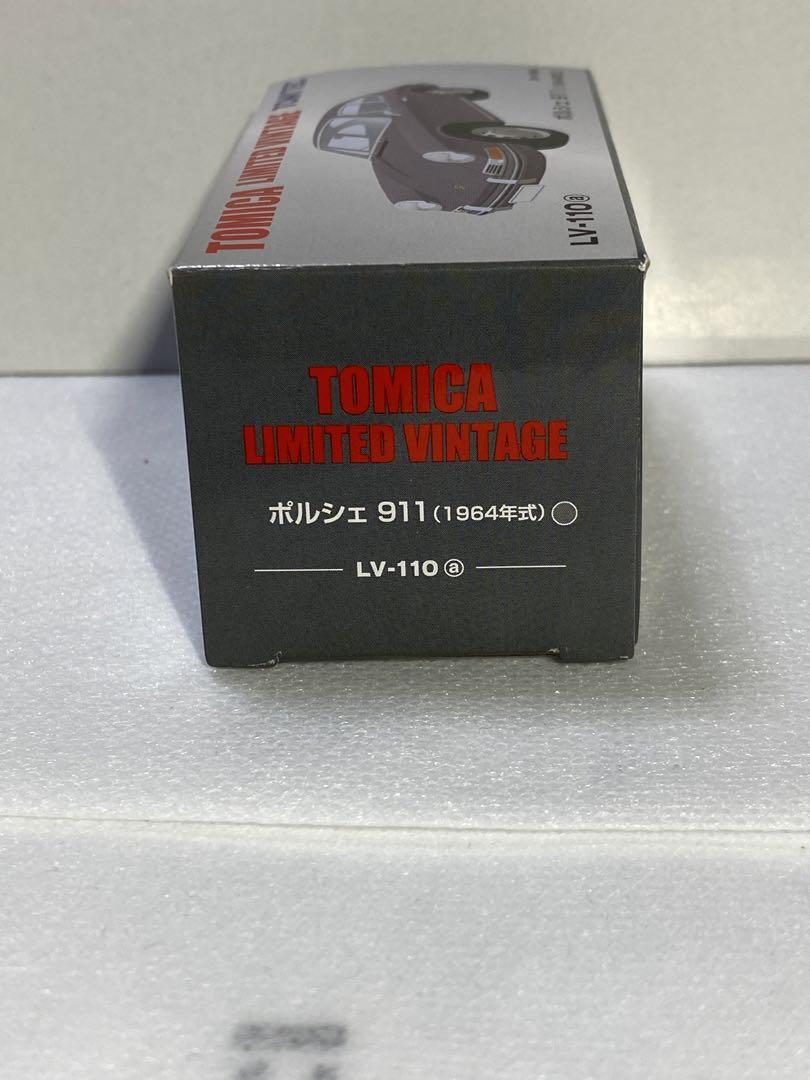 TOMICA LIMITED VINTAGE
LV-110ⓐ
TOMICA
LIMITED VINTAGE
ポルシェ 911(1964年式)
LV-110 ⓐ